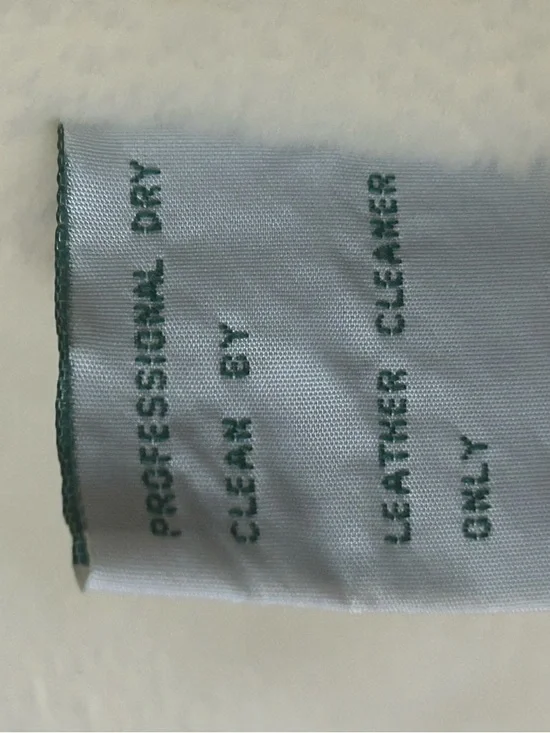 PROFESSIONAL DRY
CLEAN BY
LEATHER CLEANER
ONLY